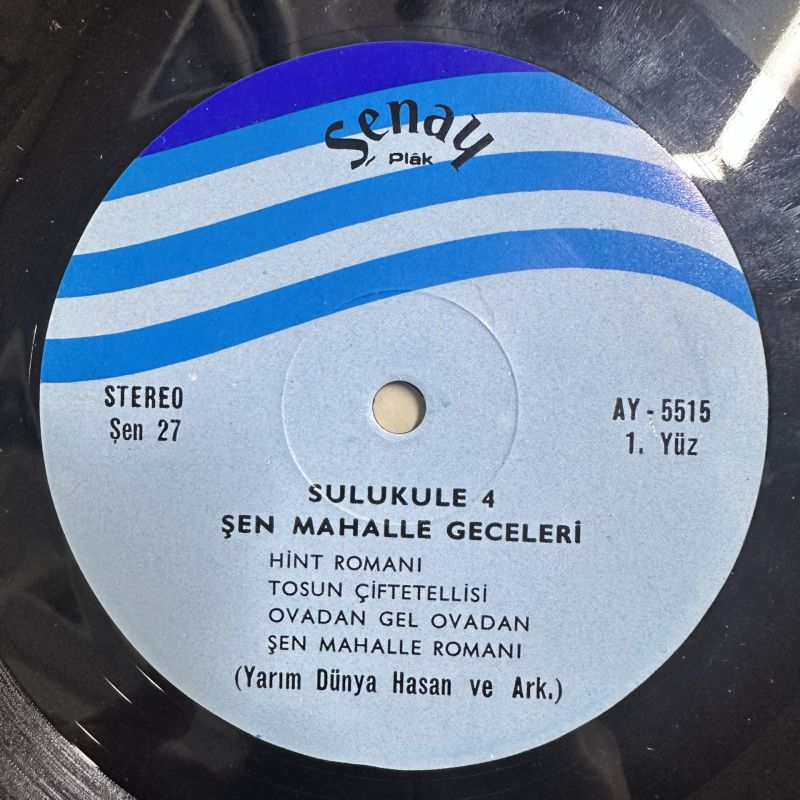 Şenay
Plâk
STEREO
Şen 27
AY - 5515
1. Yüz
SULUKULE 4
ŞEN MAHALLE GECELERİ
HİNT ROMANI
TOSUN ÇİFTETELLİSİ
OVADAN GEL OVADAN
ŞEN MAHALLE ROMANI
(Yarım Dünya Hasan ve Ark.)